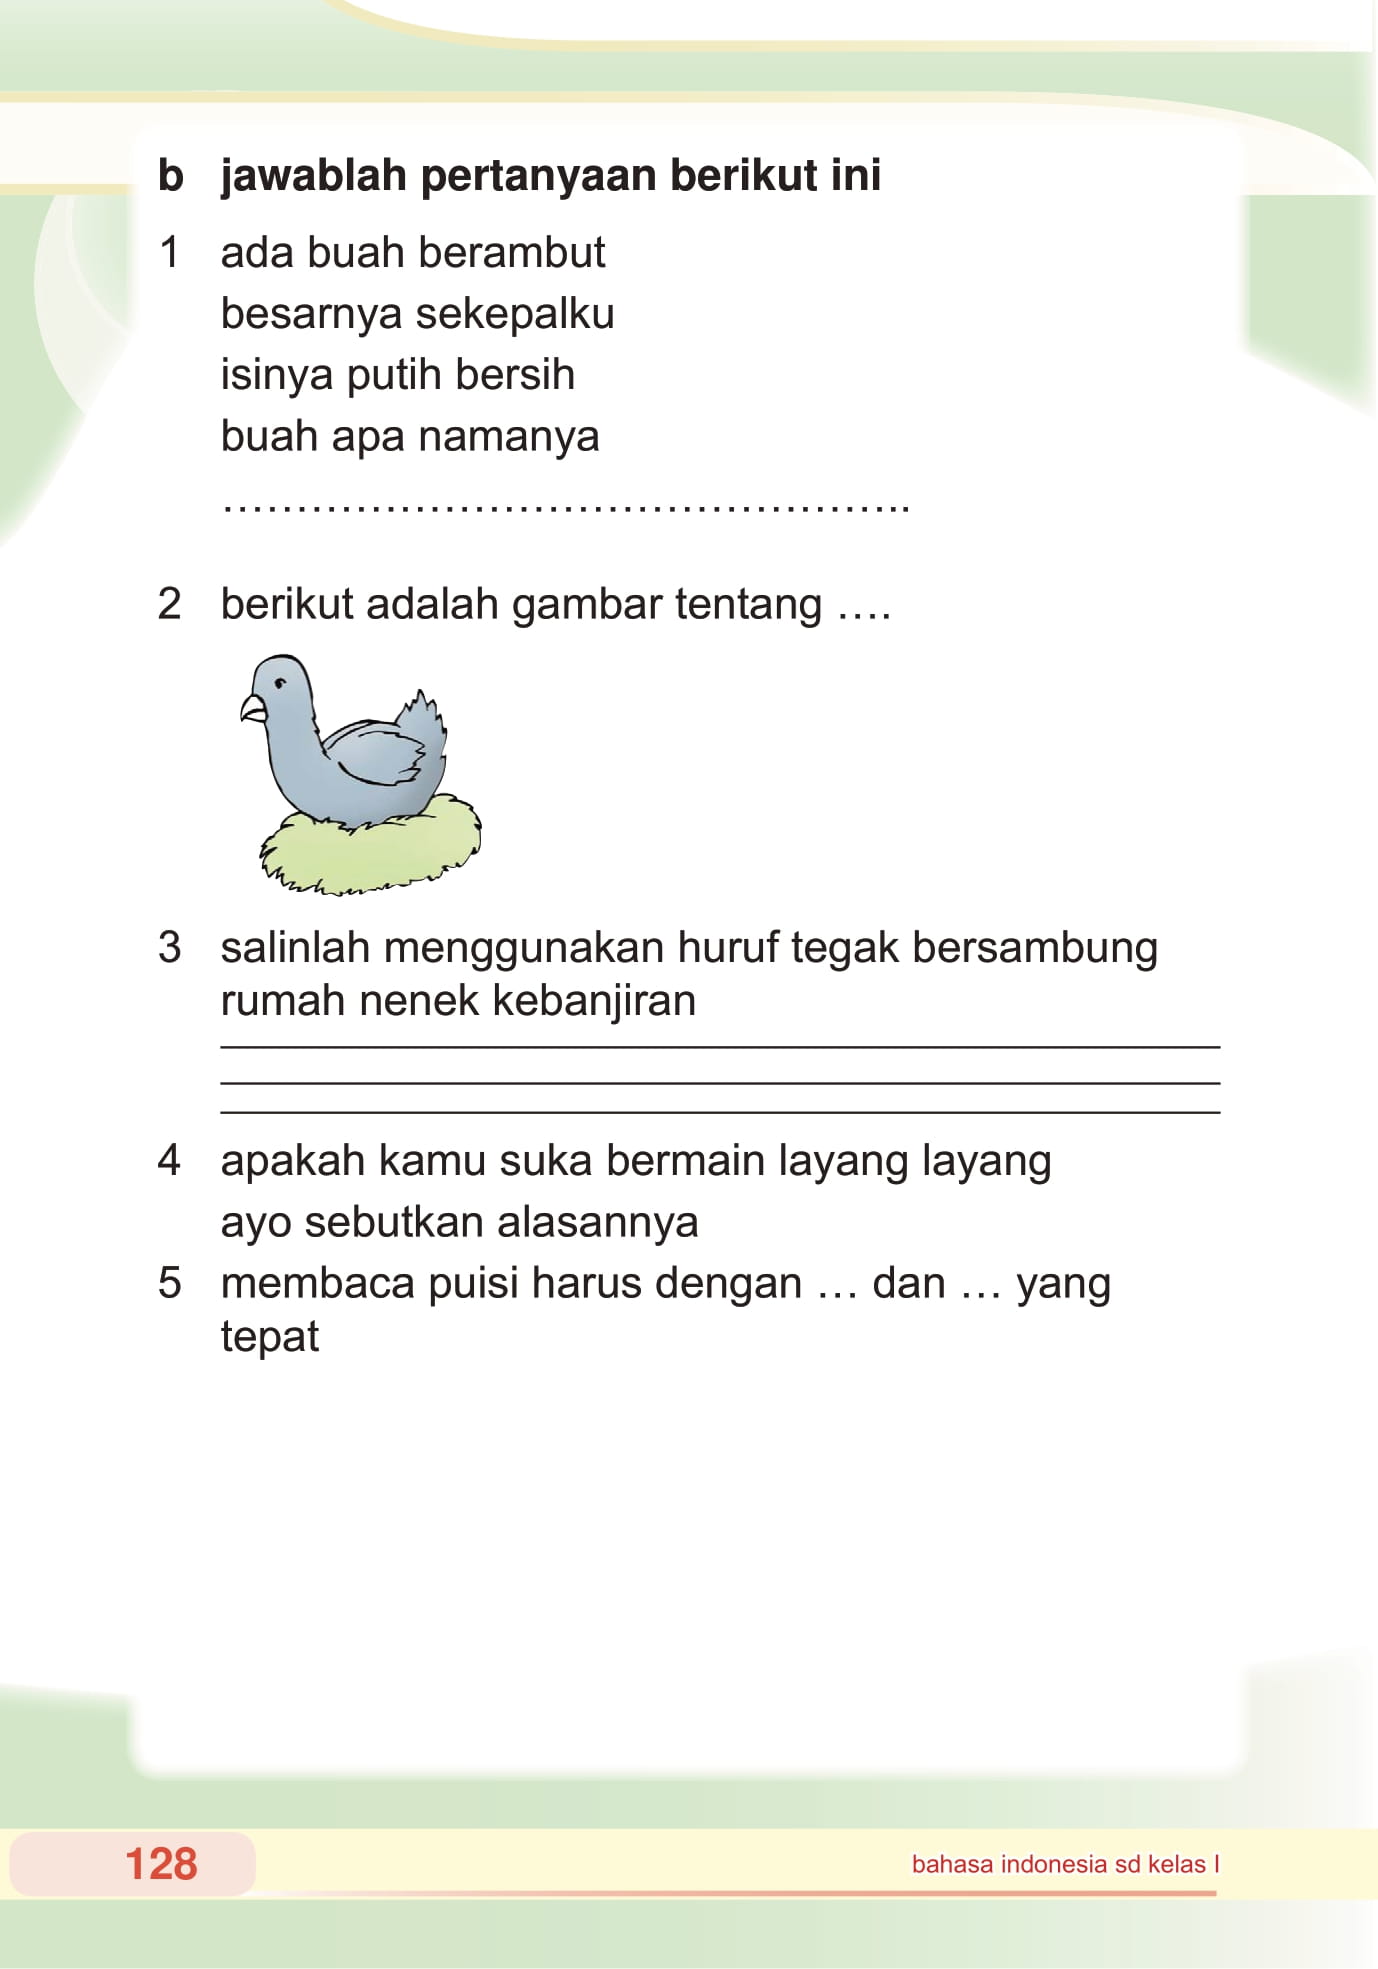 b jawablah pertanyaan berikut ini
1 ada buah berambut
besarnya sekepalku
isinya putih bersih
buah apa namanya
....................................................
2 berikut adalah gambar tentang ....
3 salinlah menggunakan huruf tegak bersambung
rumah nenek kebanjiran
4 apakah kamu suka bermain layang layang
ayo sebutkan alasannya
5 membaca puisi harus dengan ... dan ... yang
tepat
128
bahasa indonesia sd kelas I